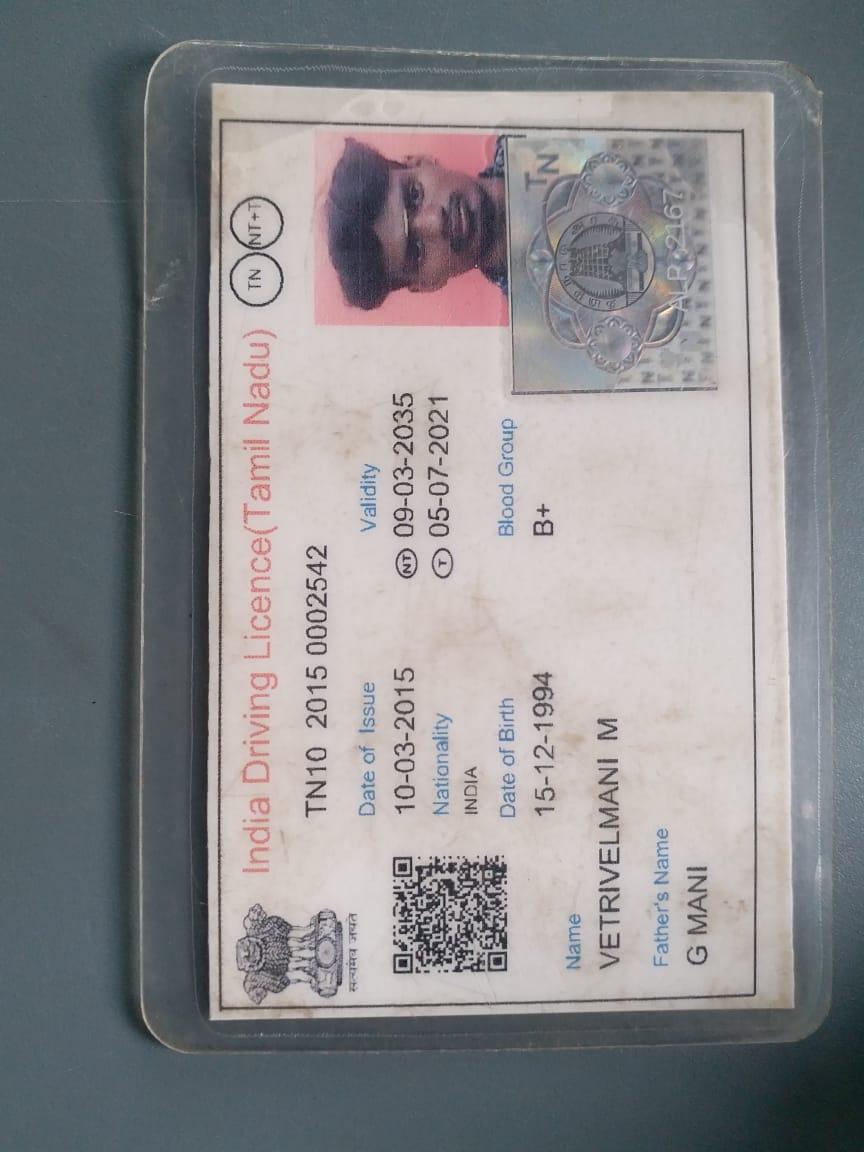 India Driving Licence(Tamil Nadu)
TN NT+T
सत्यमेव जयते
TN10 2015 0002542
Date of Issue Validity
10-03-2015 NT 09-03-2035
Nationality T 05-07-2021
INDIA
Date of Birth Blood Group
15-12-1994 B+
Name
VETRIVELMANI M
Father's Name
G MANI
TN
ALR 2167